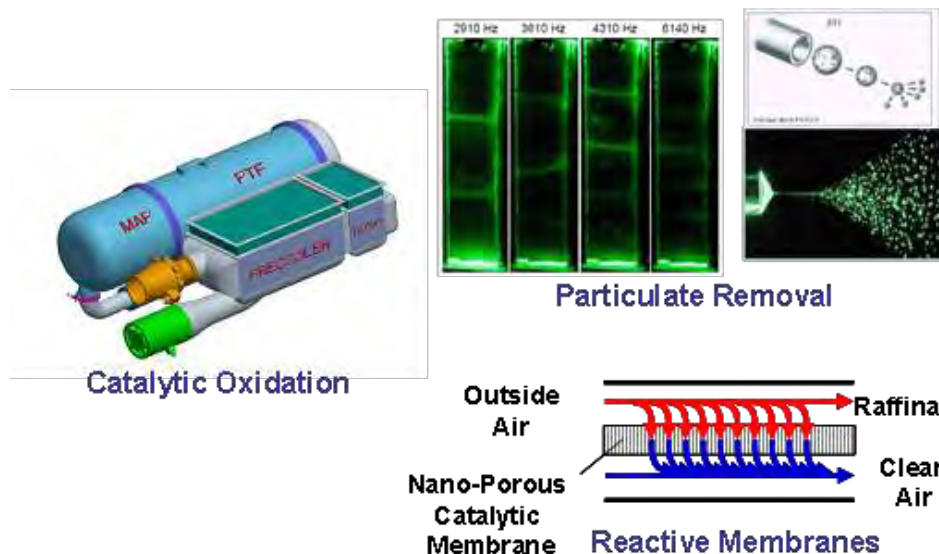 2910 Hz 3610 Hz 4310 Hz 6140 Hz
MAF
PTF
PRECOOLER
Catalytic Oxidation
Particulate Removal
Outside
Air
Raffina
Nano-Porous
Catalytic
Membrane
Clean
Air
Reactive Membranes